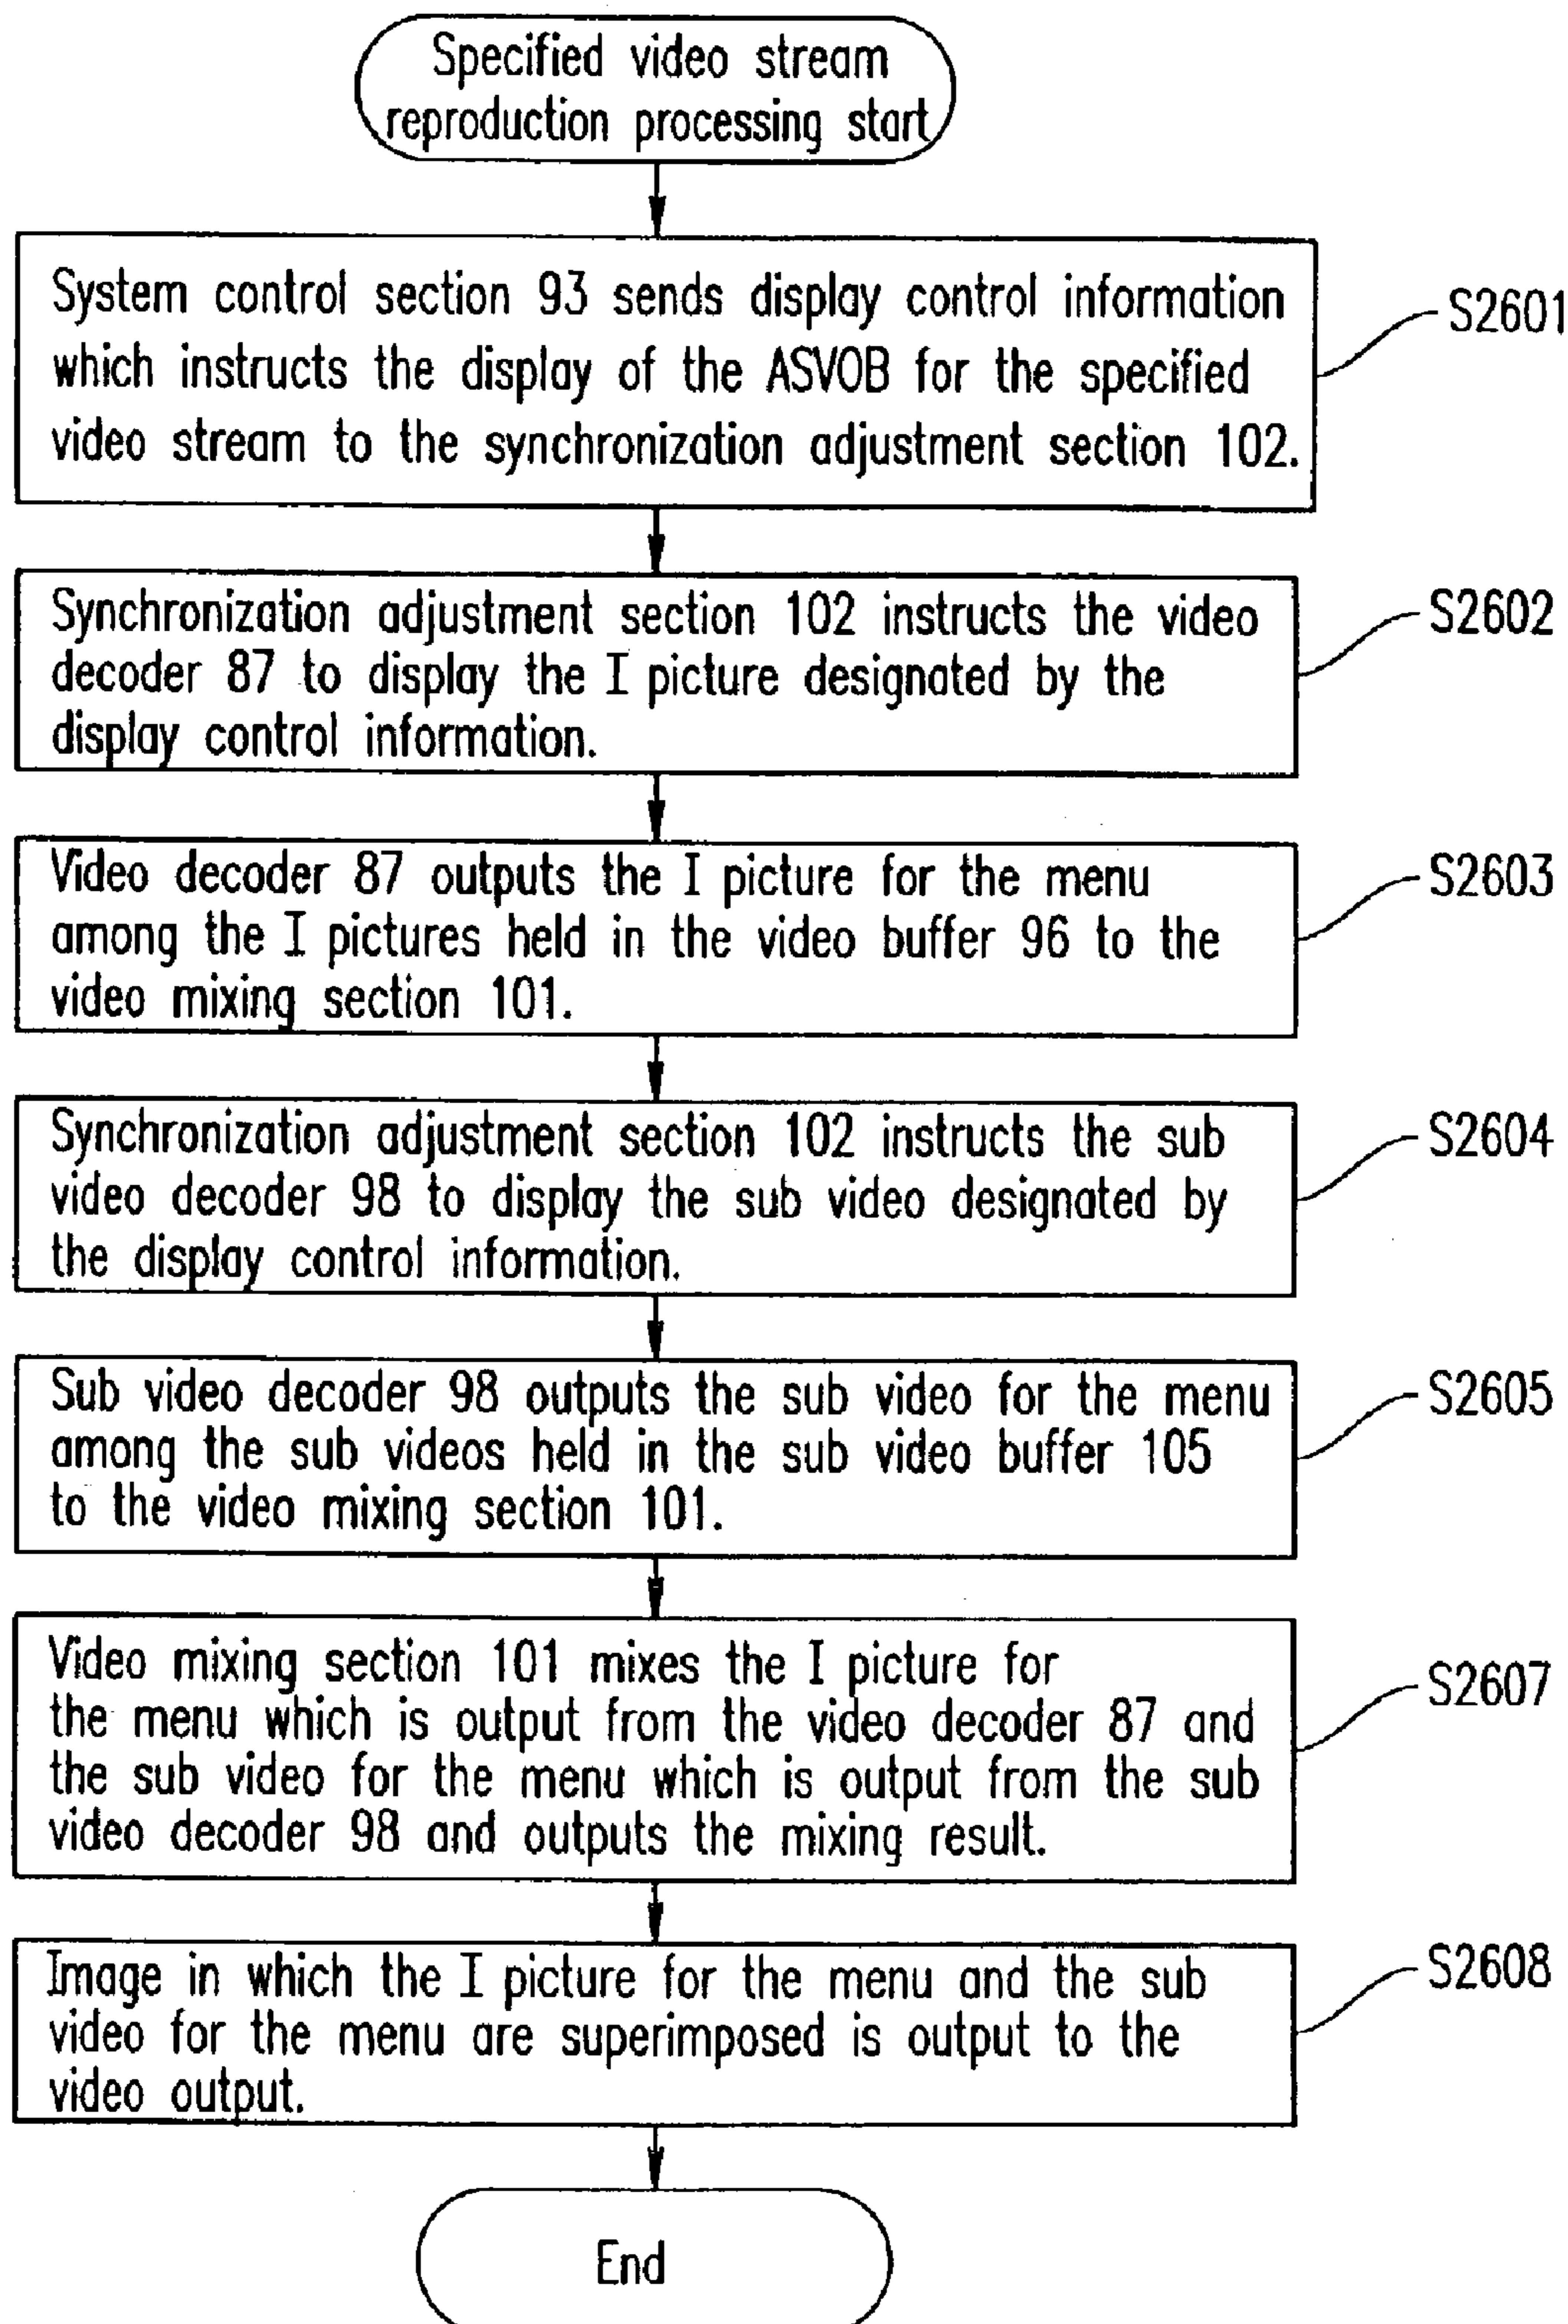 Specified video stream
reproduction processing start
System control section 93 sends display control information
which instructs the display of the ASVOB for the specified
video stream to the synchronization adjustment section 102.
S2601
Synchronization adjustment section 102 instructs the video
decoder 87 to display the I picture designated by the
display control information.
S2602
Video decoder 87 outputs the I picture for the menu
among the I pictures held in the video buffer 96 to the
video mixing section 101.
S2603
Synchronization adjustment section 102 instructs the sub
video decoder 98 to display the sub video designated by
the display control information.
S2604
Sub video decoder 98 outputs the sub video for the menu
among the sub videos held in the sub video buffer 105
to the video mixing section 101.
S2605
Video mixing section 101 mixes the I picture for
the menu which is output from the video decoder 87 and
the sub video for the menu which is output from the sub
video decoder 98 and outputs the mixing result.
S2607
Image in which the I picture for the menu and the sub
video for the menu are superimposed is output to the
video output.
S2608
End